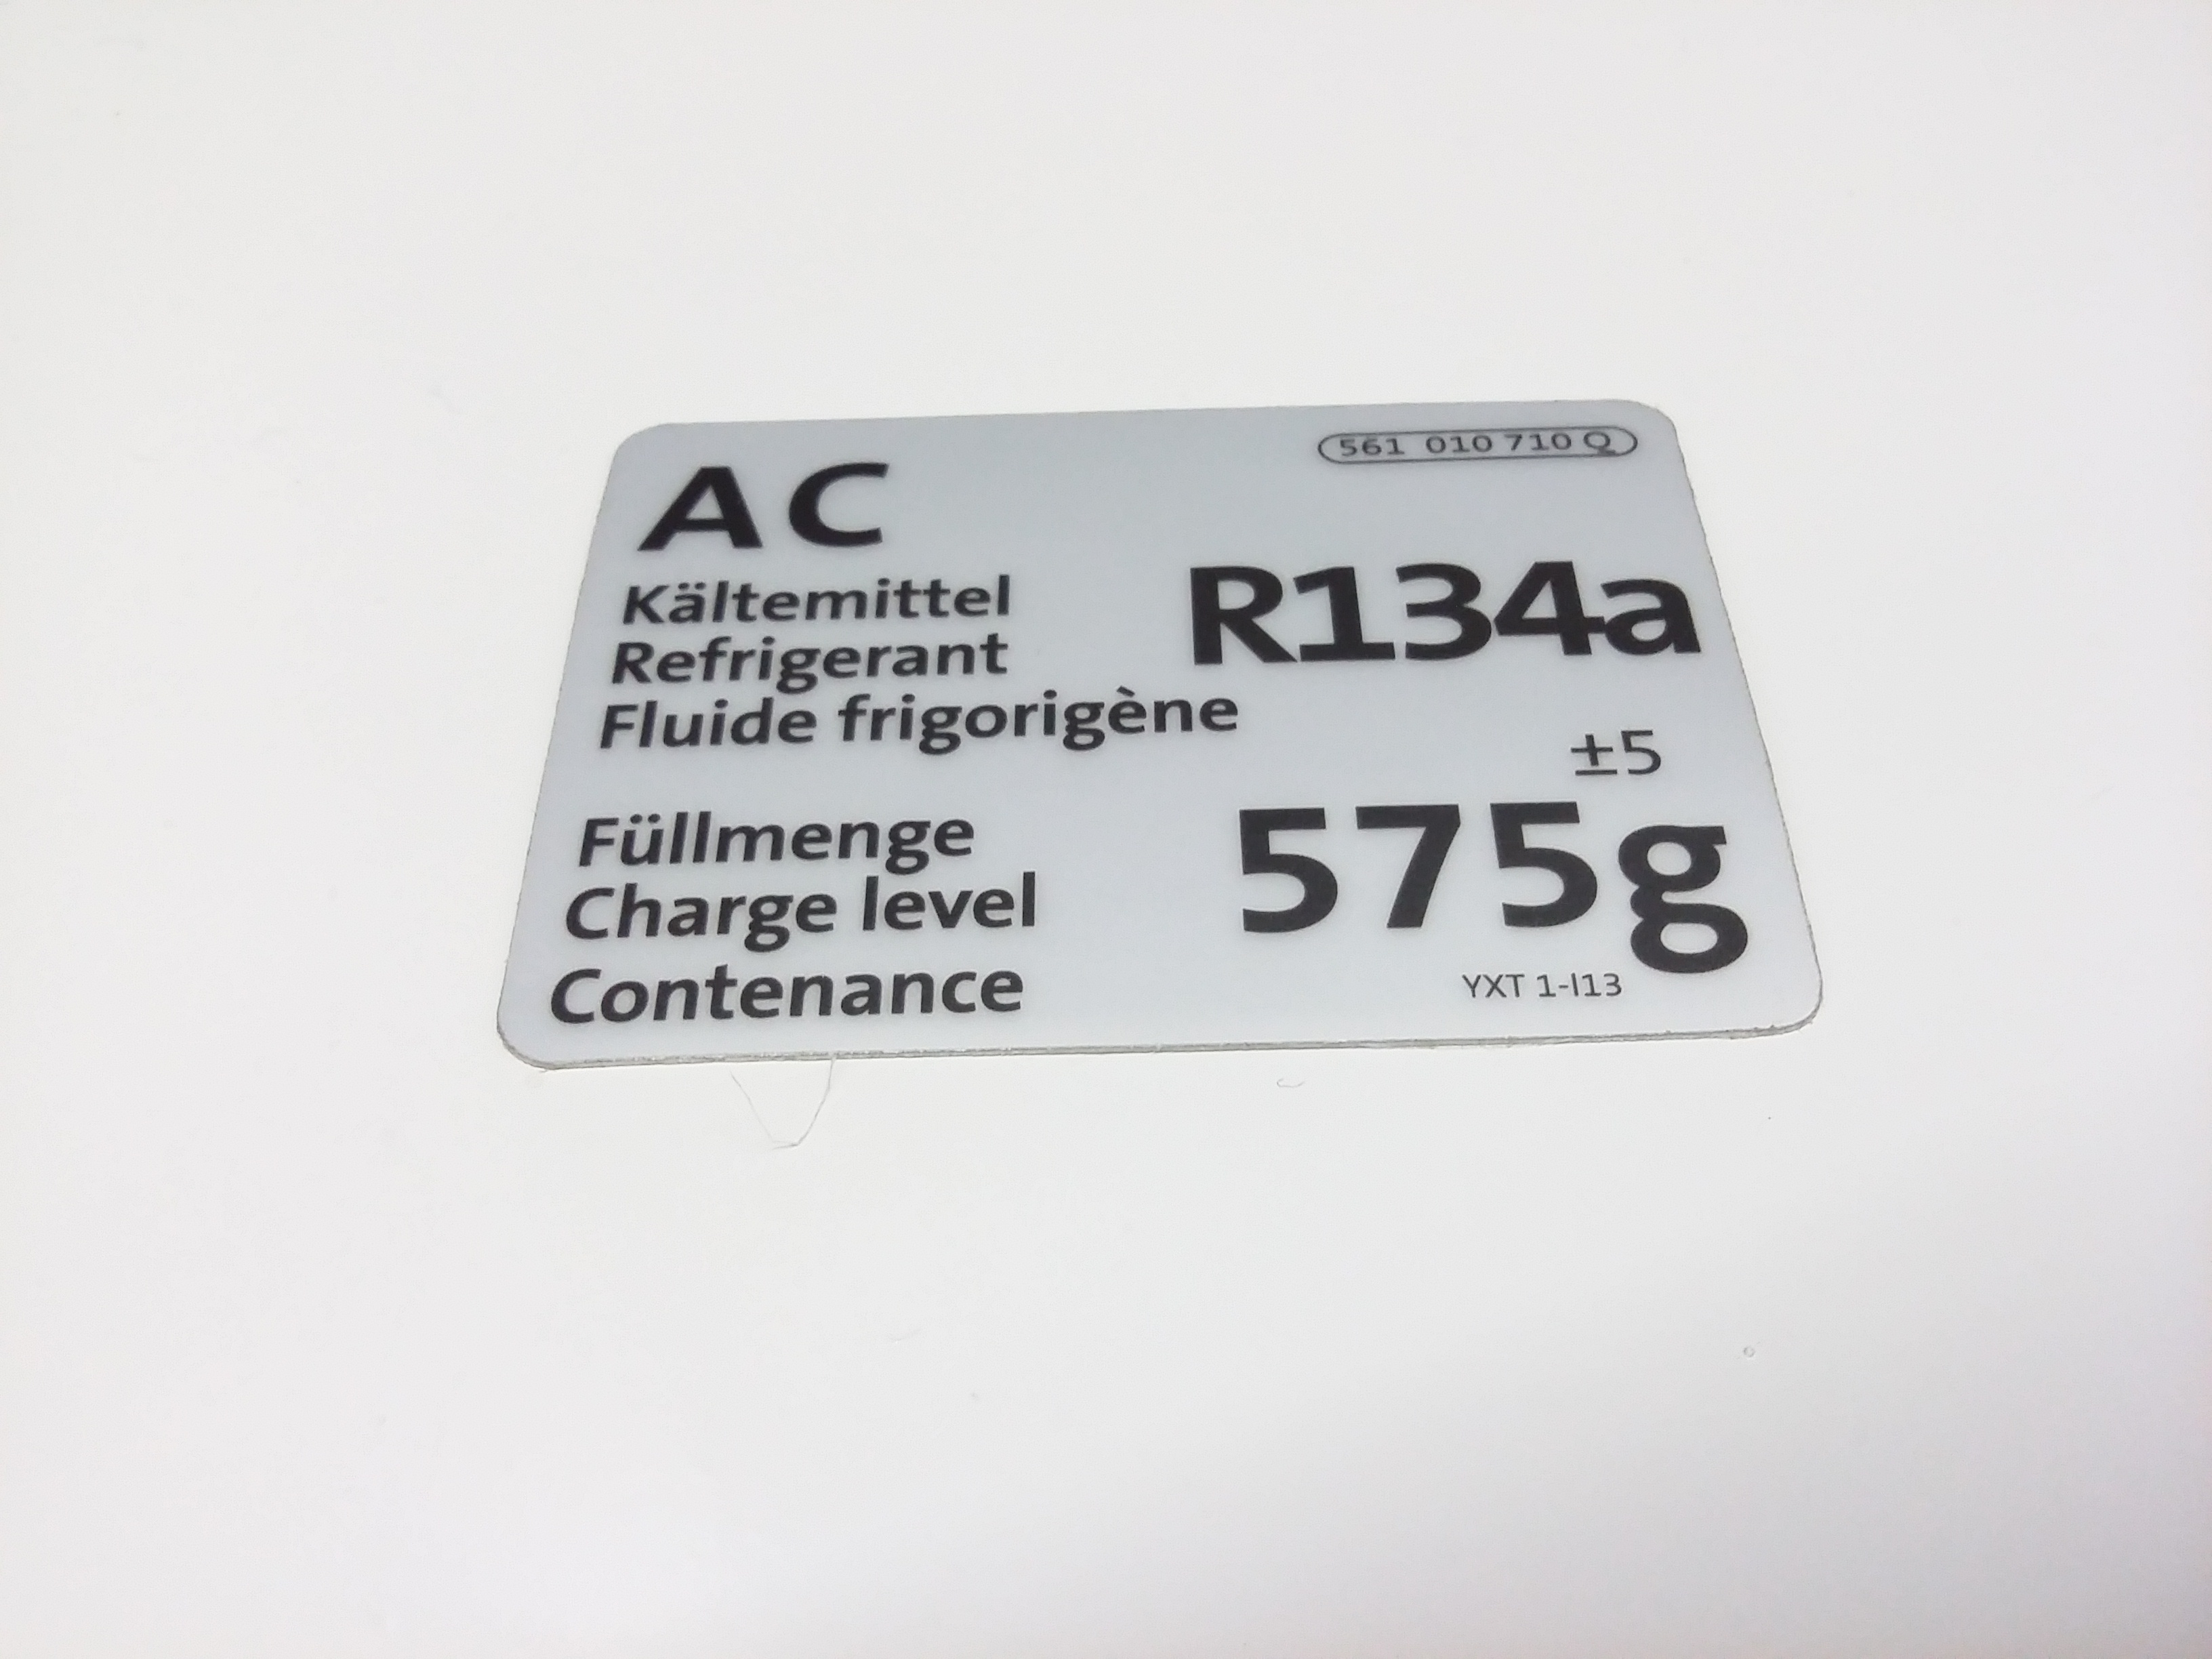 561 010 710 Q
AC
Kältemittel
Refrigerant
Fluide frigorigène
R134a
Füllmenge
Charge level
Contenance
±5
575g
YXT 1-I13